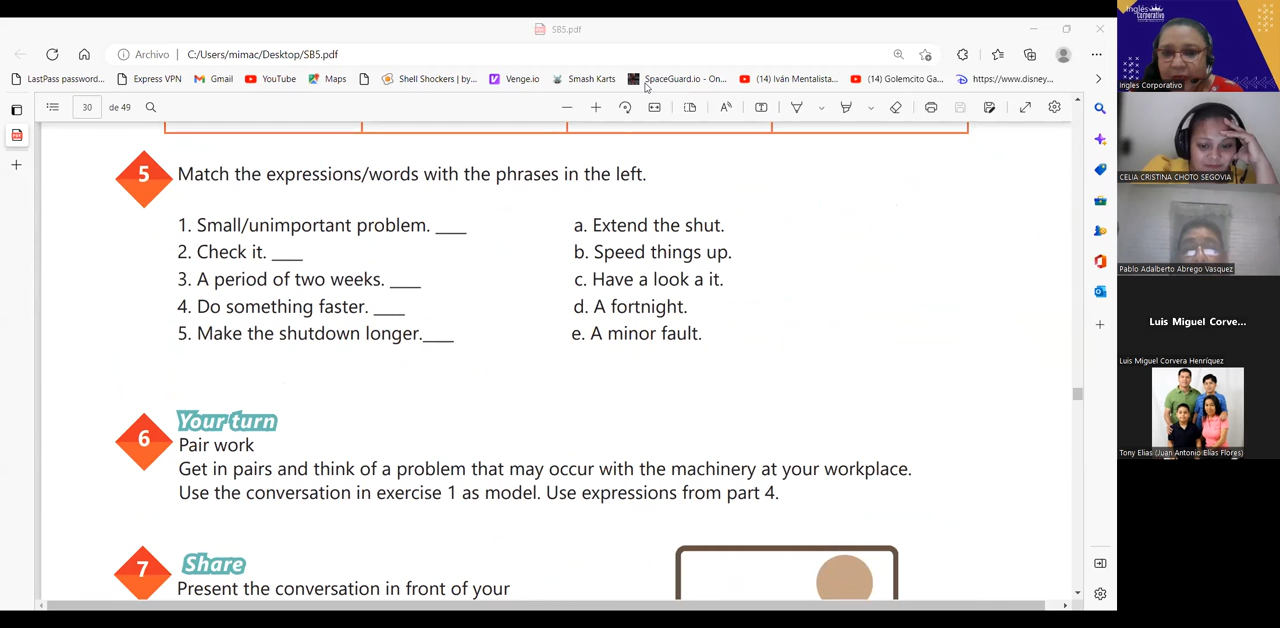 SB5.pdf
Archivo | C:/Users/mimac/Desktop/SB5.pdf
LastPass password...
Express VPN
Gmail
YouTube
Maps
Shell Shockers | by...
Venge.io
Smash Karts
SpaceGuard.io - On...
(14) Iván Mentalista...
(14) Golemcito Ga...
https://www.disney...
30 de 49
5 Match the expressions/words with the phrases in the left.
1. Small/unimportant problem. ____
2. Check it. ____
3. A period of two weeks. ____
4. Do something faster. ____
5. Make the shutdown longer.____
a. Extend the shut.
b. Speed things up.
c. Have a look a it.
d. A fortnight.
e. A minor fault.
6 Your turn
Pair work
Get in pairs and think of a problem that may occur with the machinery at your workplace.
Use the conversation in exercise 1 as model. Use expressions from part 4.
7 Share
Present the conversation in front of your
Inglés
Corporativo
Ingles Corporativo
CELIA CRISTINA CHOTO SEGOVIA
Pablo Adalberto Abrego Vasquez
Luis Miguel Corve...
Luis Miguel Corvera Henríquez
Tony Elias (Juan Antonio Elías Flores)